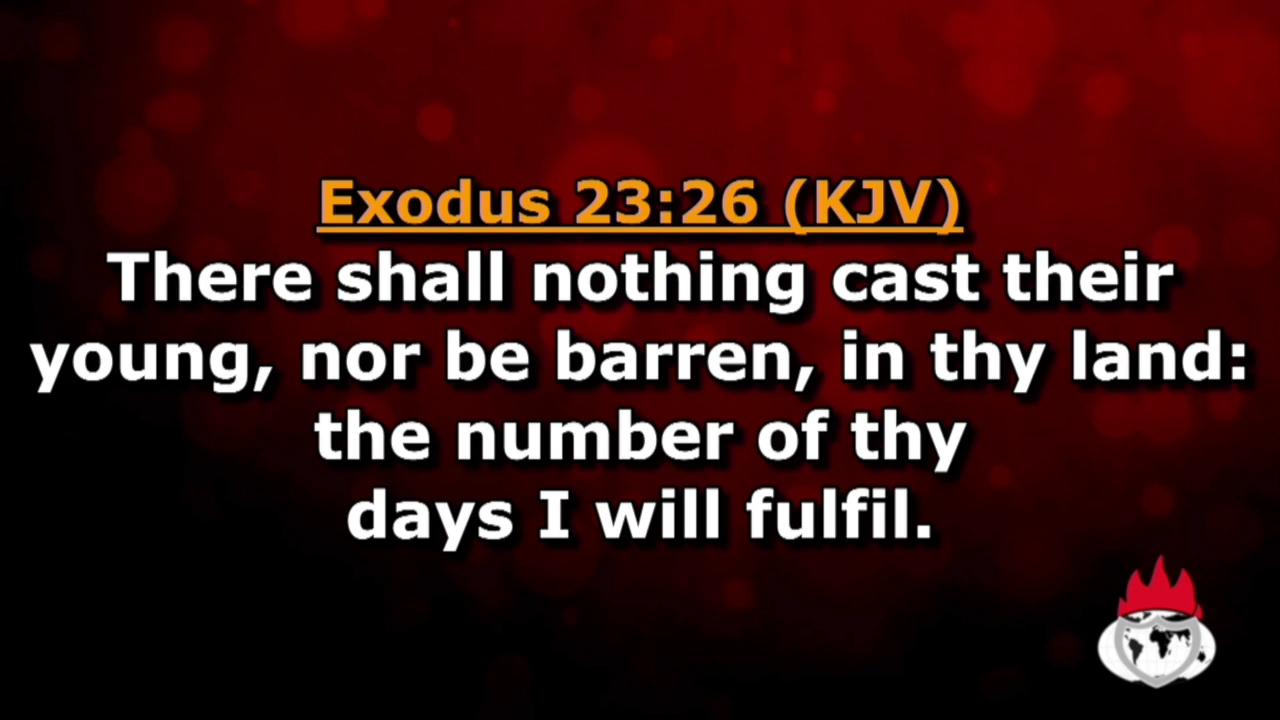 Exodus 23:26 (KJV)
There shall nothing cast their
young, nor be barren, in thy land:
the number of thy
days I will fulfil.